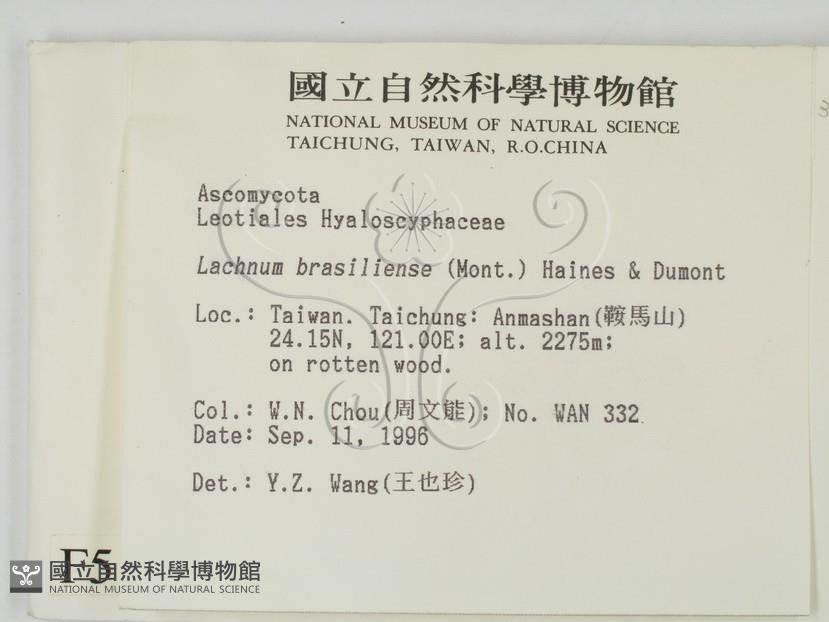 國立自然科學博物館
NATIONAL MUSEUM OF NATURAL SCIENCE
TAICHUNG, TAIWAN, R.O.CHINA
Ascomycota
Leotiales Hyaloscyphaceae
Lachnum brasiliense (Mont.) Haines & Dumont
Loc.: Taiwan. Taichung: Anmashan(鞍馬山)
24.15N, 121.00E; alt. 2275m;
on rotten wood.
Col.: W.N. Chou(周文能); No. WAN 332
Date: Sep. 11, 1996
Det.: Y.Z. Wang(王也珍)
F5
國立自然科學博物館
NATIONAL MUSEUM OF NATURAL SCIENCE